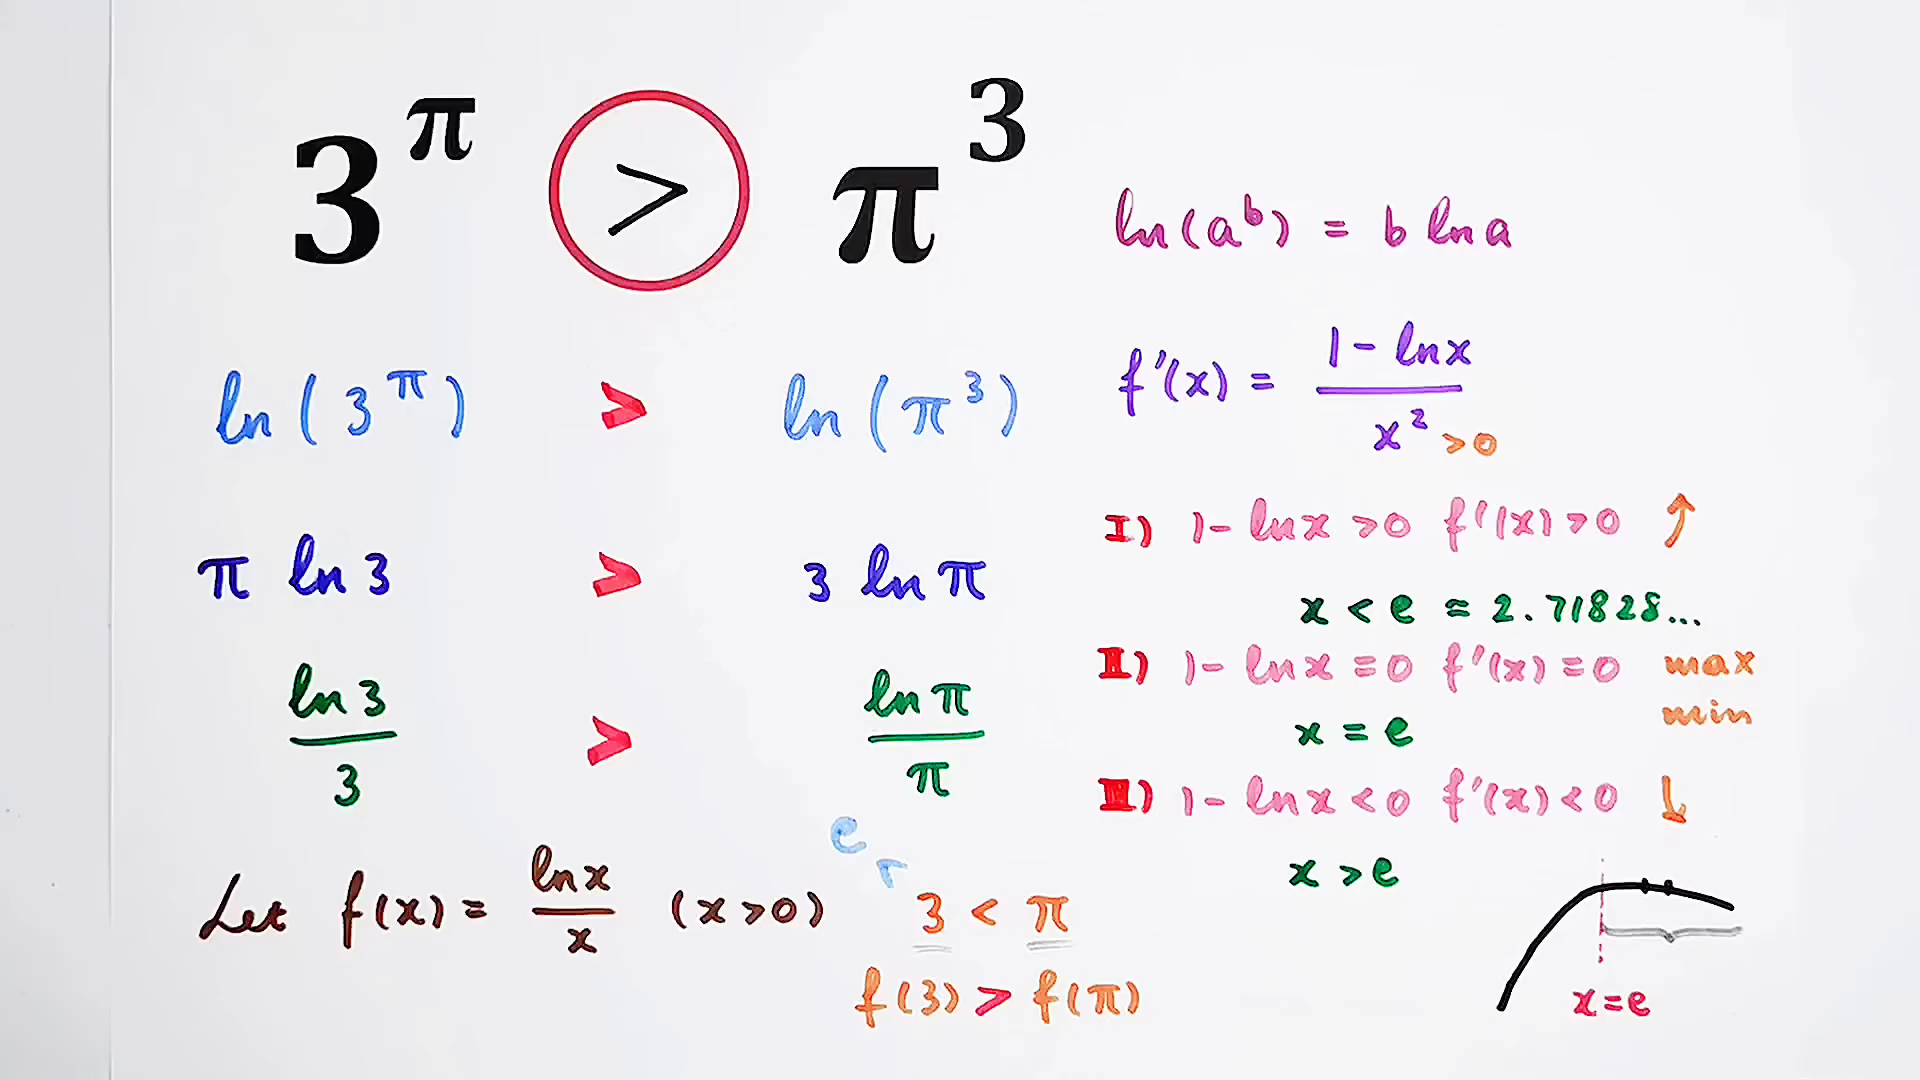 3^π > π^3
ln(a^b) = b ln a
ln(3^π) > ln(π^3)
f'(x) = (1 - ln x) / x^2 > 0
π ln 3 > 3 ln π
I) 1 - ln x > 0 f'(x) > 0 ↑
x < e ≈ 2.71828...
ln 3 / 3 > ln π / π
II) 1 - ln x = 0 f'(x) = 0 max
min
x = e
III) 1 - ln x < 0 f'(x) < 0 ↓
x > e
e <
Let f(x) = ln x / x (x > 0) 3 < π
f(3) > f(π)
x = e